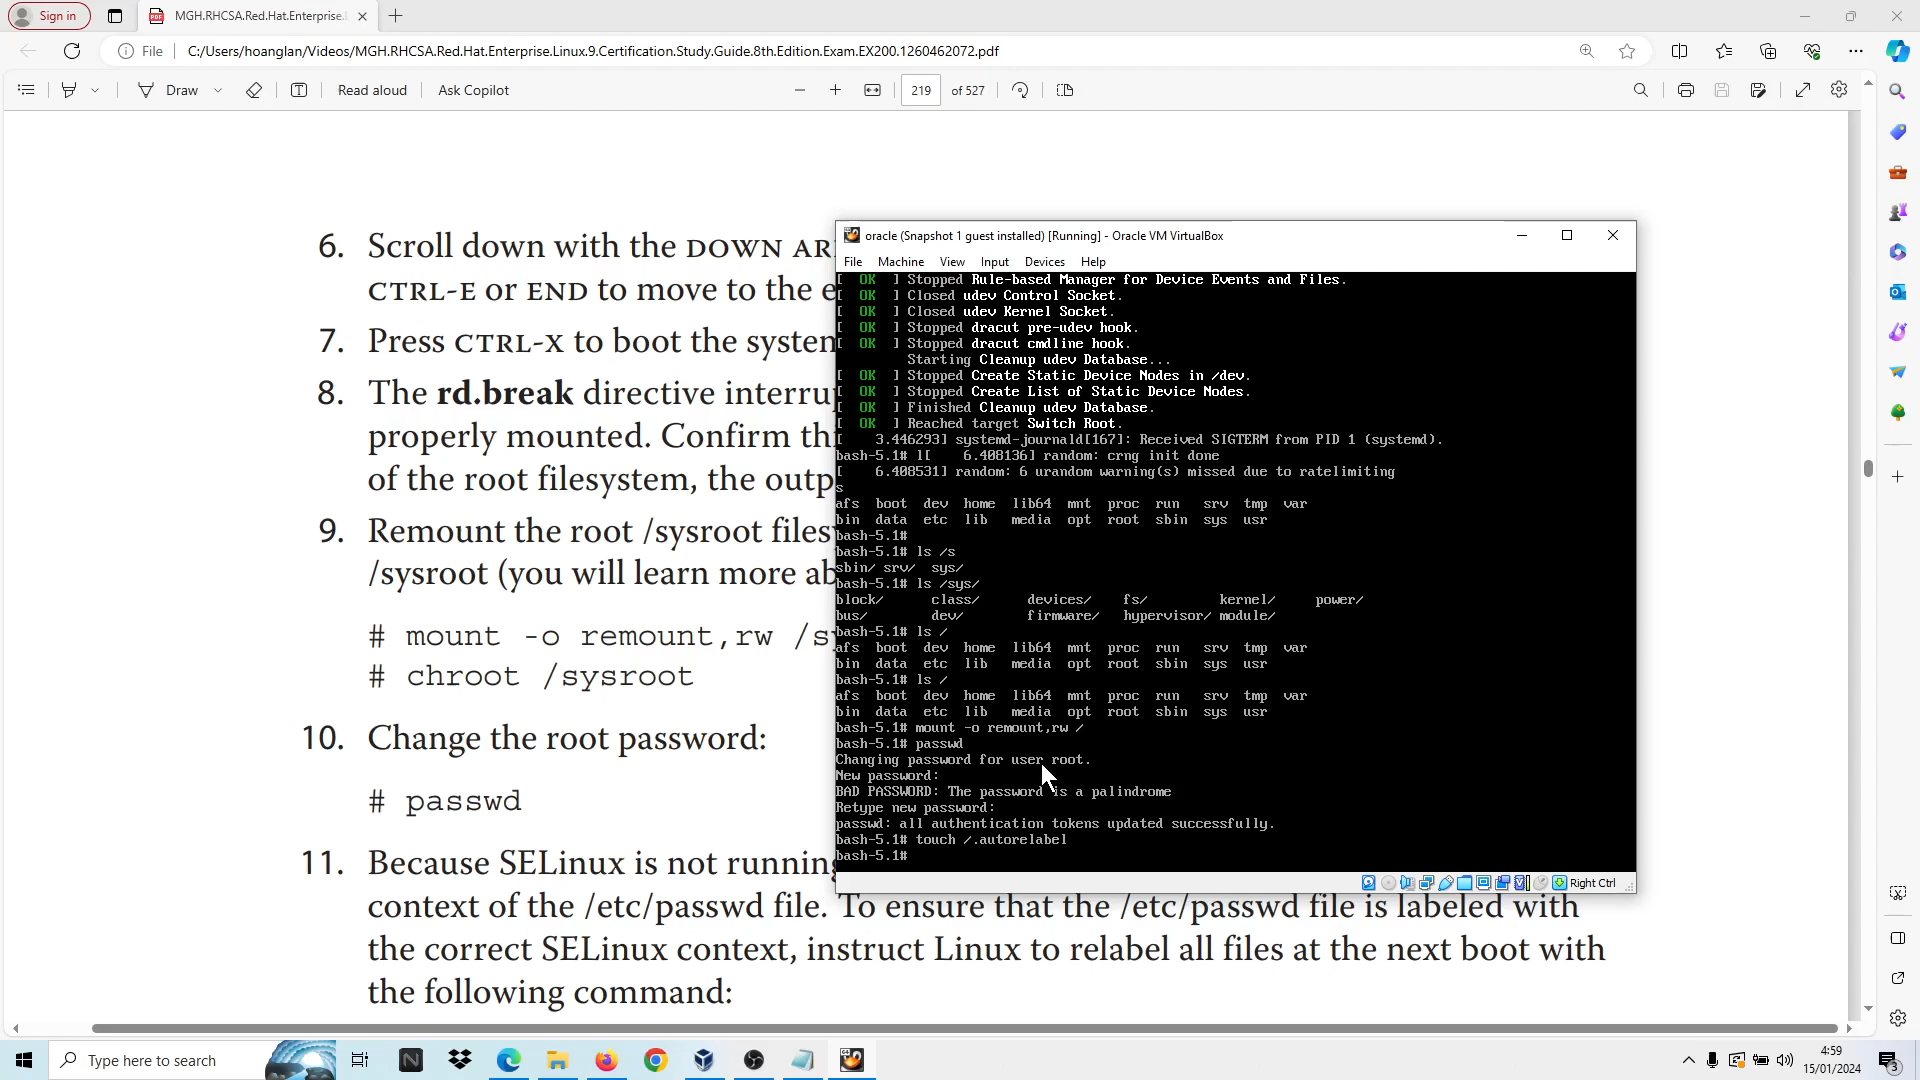 Sign in
MGH.RHCSA.Red.Hat.Enterprise.L
File
C:/Users/hoanglan/Videos/MGH.RHCSA.Red.Hat.Enterprise.Linux.9.Certification.Study.Guide.8th.Edition.Exam.EX200.1260462072.pdf
Draw
Read aloud
Ask Copilot
219
of 527
6. Scroll down with the DOWN AR
CTRL-E or END to move to the e
7. Press CTRL-X to boot the system
8. The rd.break directive interru
properly mounted. Confirm thi
of the root filesystem, the outp
9. Remount the root /sysroot files
/sysroot (you will learn more ab
# mount -o remount,rw /s
# chroot /sysroot
10. Change the root password:
# passwd
11. Because SELinux is not running
context of the /etc/passwd file. To ensure that the /etc/passwd file is labeled with
the correct SELinux context, instruct Linux to relabel all files at the next boot with
the following command:
oracle (Snapshot 1 guest installed) [Running] - Oracle VM VirtualBox
File Machine View Input Devices Help
[ OK ] Stopped Rule-based Manager for Device Events and Files.
[ OK ] Closed udev Control Socket.
[ OK ] Closed udev Kernel Socket.
[ OK ] Stopped dracut pre-udev hook.
[ OK ] Stopped dracut cmdline hook.
Starting Cleanup udev Database...
[ OK ] Stopped Create Static Device Nodes in /dev.
[ OK ] Stopped Create List of Static Device Nodes.
[ OK ] Finished Cleanup udev Database.
[ OK ] Reached target Switch Root.
[ 3.446293] systemd-journald[167]: Received SIGTERM from PID 1 (systemd).
bash-5.1# l[ 6.408136] random: crng init done
[ 6.408531] random: 6 urandom warning(s) missed due to ratelimiting
s
afs boot dev home lib64 mnt proc run srv tmp var
bin data etc lib media opt root sbin sys usr
bash-5.1#
bash-5.1# ls /s
sbin/ srv/ sys/
bash-5.1# ls /sys/
block/ class/ devices/ fs/ kernel/ power/
bus/ dev/ firmware/ hypervisor/ module/
bash-5.1# ls /
afs boot dev home lib64 mnt proc run srv tmp var
bin data etc lib media opt root sbin sys usr
bash-5.1# ls /
afs boot dev home lib64 mnt proc run srv tmp var
bin data etc lib media opt root sbin sys usr
bash-5.1# mount -o remount,rw /
bash-5.1# passwd
Changing password for user root.
New password:
BAD PASSWORD: The password is a palindrome
Retype new password:
passwd: all authentication tokens updated successfully.
bash-5.1# touch /.autorelabel
bash-5.1#
Right Ctrl
Type here to search
4:59
15/01/2024
3